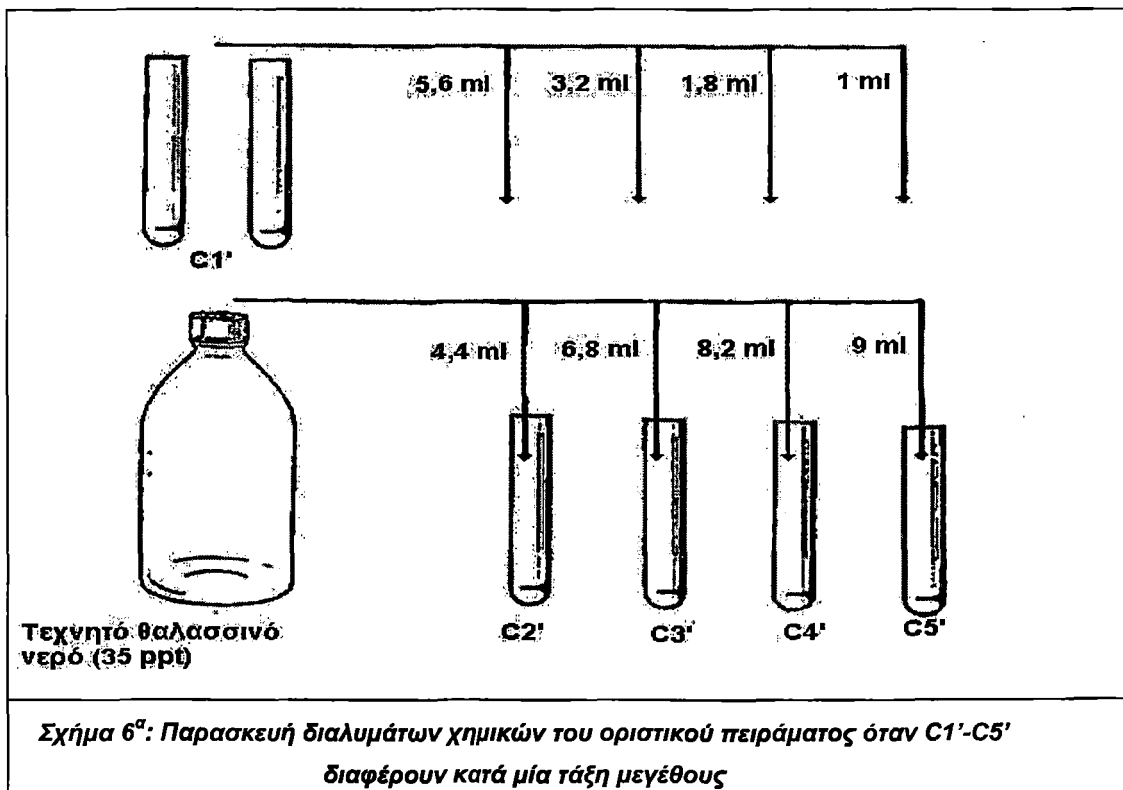 5,6 ml 3,2 ml 1,8 ml 1 ml
C1'
4,4 ml 6,8 ml 8,2 ml 9 ml
C2' C3' C4' C5'
Τεχνητό θαλασσινό
νερό (35 ppt)
Σχήμα 6α: Παρασκευή διαλυμάτων χημικών του οριστικού πειράματος όταν C1'-C5'
διαφέρουν κατά μία τάξη μεγέθους